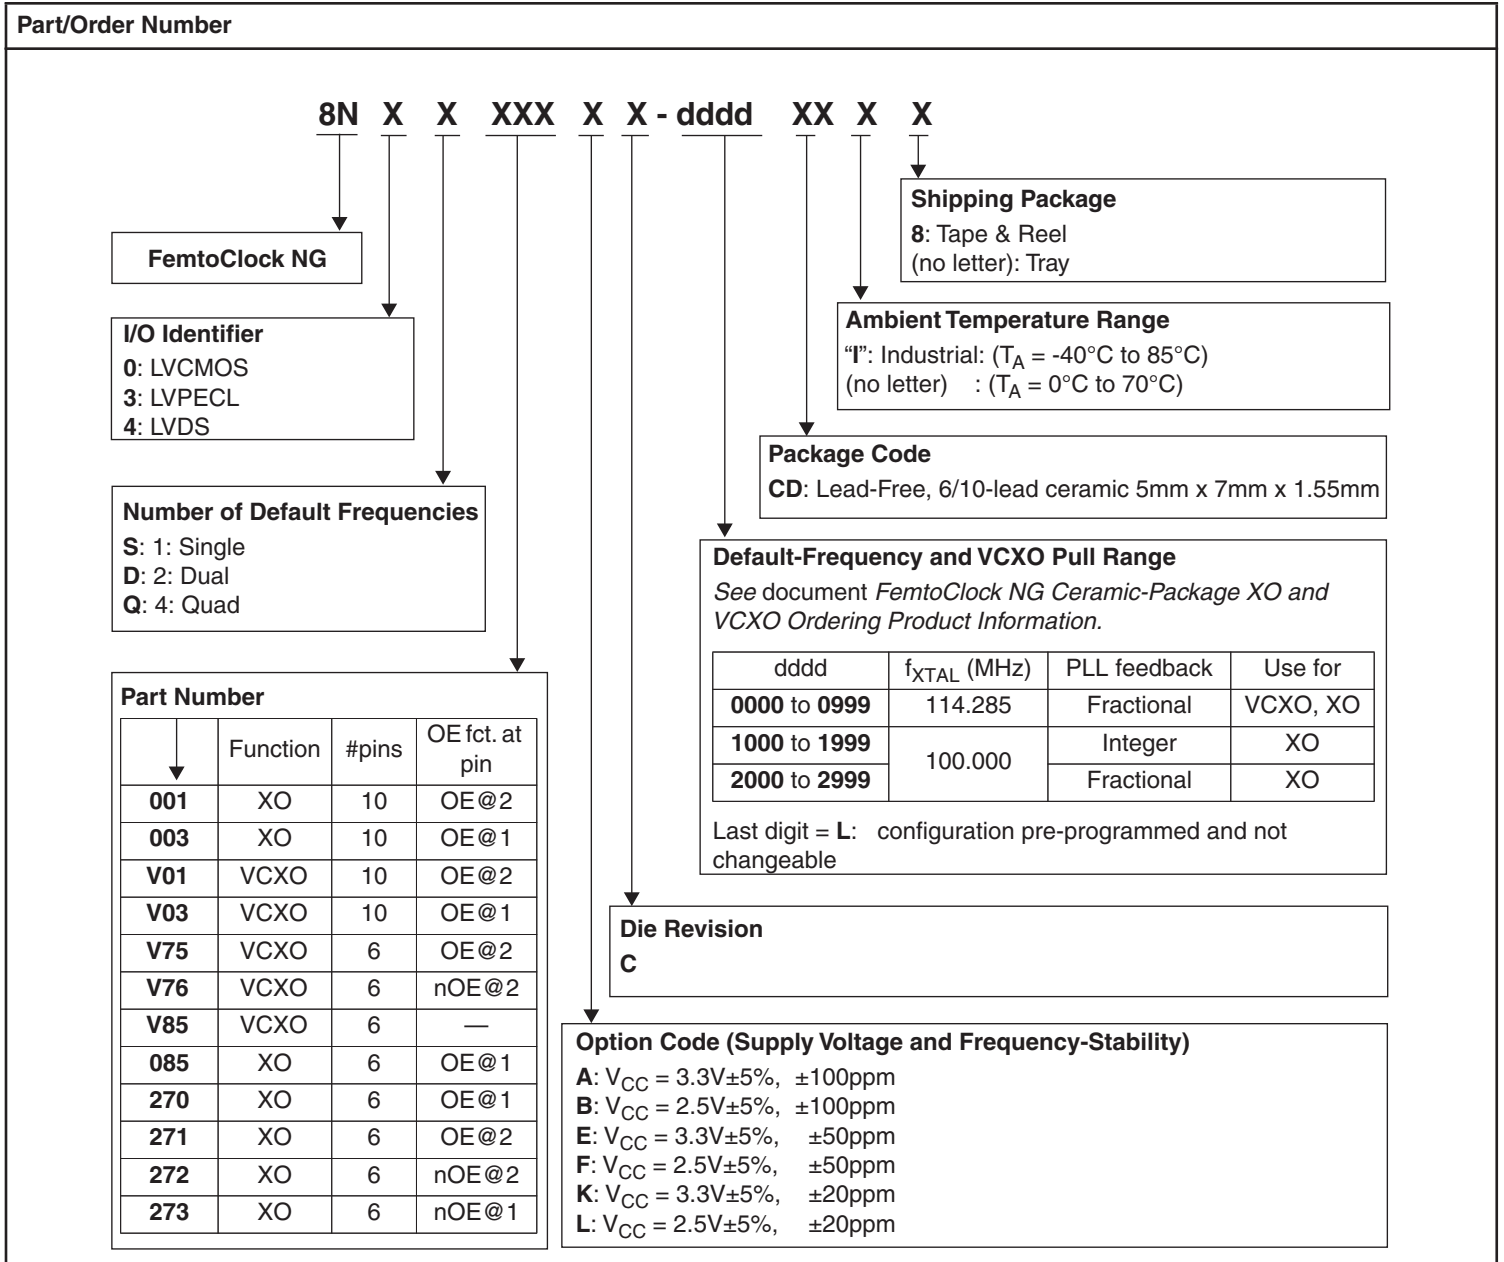 Part/Order Number
8N X X XXX X X - dddd XX X X
Shipping Package
8: Tape & Reel
(no letter): Tray
FemtoClock NG
Ambient Temperature Range
“I”: Industrial: (TA = -40°C to 85°C)
(no letter) : (TA = 0°C to 70°C)
I/O Identifier
0: LVCMOS
3: LVPECL
4: LVDS
Package Code
CD: Lead-Free, 6/10-lead ceramic 5mm x 7mm x 1.55mm
Number of Default Frequencies
S: 1: Single
D: 2: Dual
Q: 4: Quad
Default-Frequency and VCXO Pull Range
See document FemtoClock NG Ceramic-Package XO and
VCXO Ordering Product Information.
dddd fXTAL (MHz) PLL feedback Use for
0000 to 0999 114.285 Fractional VCXO, XO
1000 to 1999 100.000 Integer XO
2000 to 2999 Fractional XO
Last digit = L: configuration pre-programmed and not
changeable
Part Number
Function #pins OE fct. at
pin
001 XO 10 OE@2
003 XO 10 OE@1
V01 VCXO 10 OE@2
V03 VCXO 10 OE@1
V75 VCXO 6 OE@2
V76 VCXO 6 nOE@2
V85 VCXO 6 —
085 XO 6 OE@1
270 XO 6 OE@1
271 XO 6 OE@2
272 XO 6 nOE@2
273 XO 6 nOE@1
Die Revision
C
Option Code (Supply Voltage and Frequency-Stability)
A: VCC = 3.3V±5%, ±100ppm
B: VCC = 2.5V±5%, ±100ppm
E: VCC = 3.3V±5%, ±50ppm
F: VCC = 2.5V±5%, ±50ppm
K: VCC = 3.3V±5%, ±20ppm
L: VCC = 2.5V±5%, ±20ppm